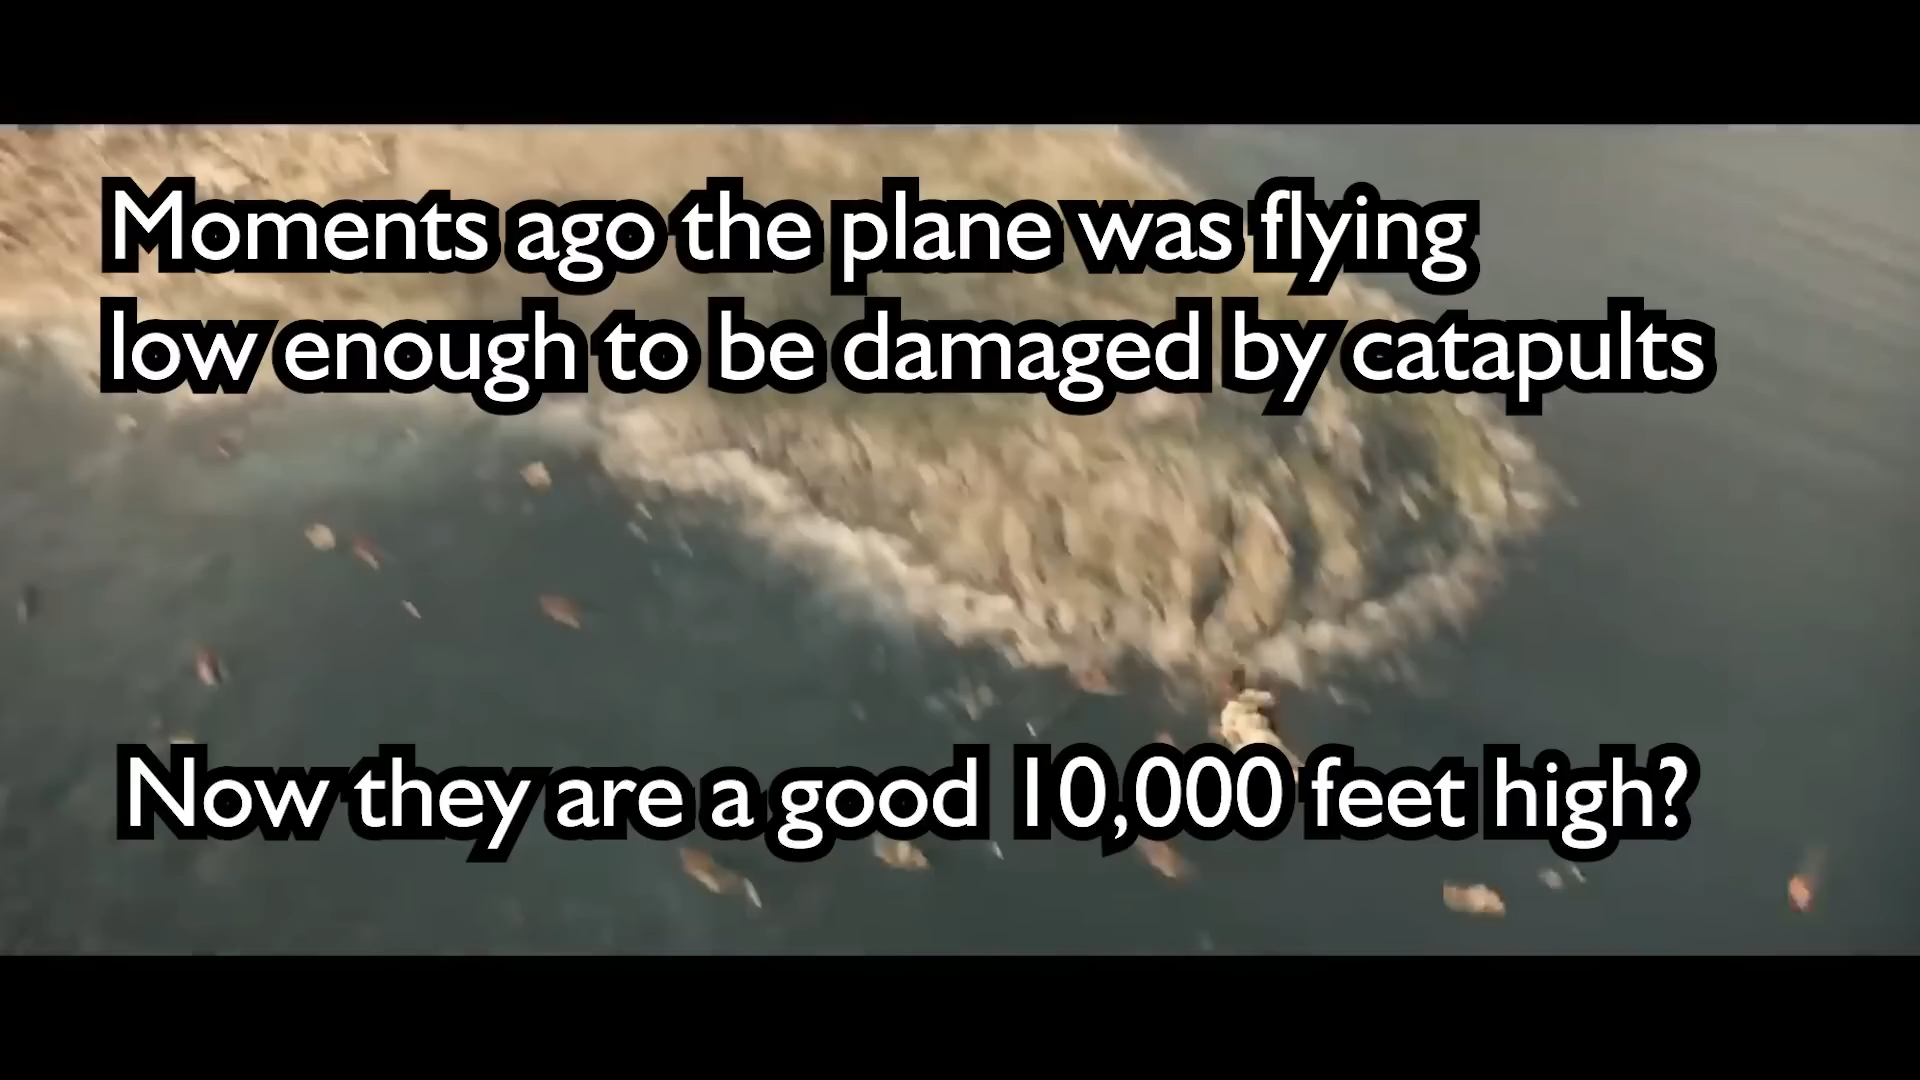 Moments ago the plane was flying
low enough to be damaged by catapults
Now they are a good 10,000 feet high?